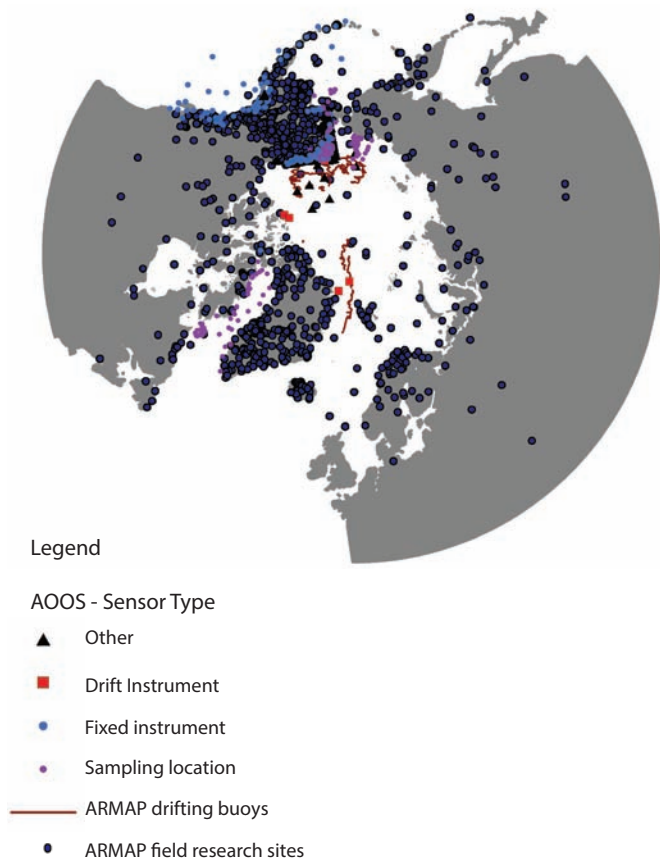 Legend
AOOS - Sensor Type
Other
Drift Instrument
Fixed instrument
Sampling location
ARMAP drifting buoys
ARMAP field research sites